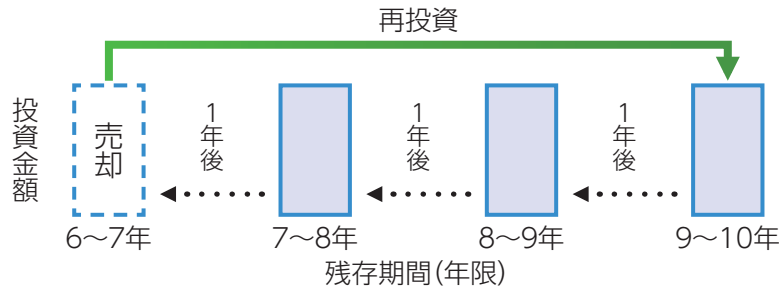 再投資
投資金額
売却
1年後
1年後
1年後
6〜7年
7〜8年
8〜9年
9〜10年
残存期間(年限)